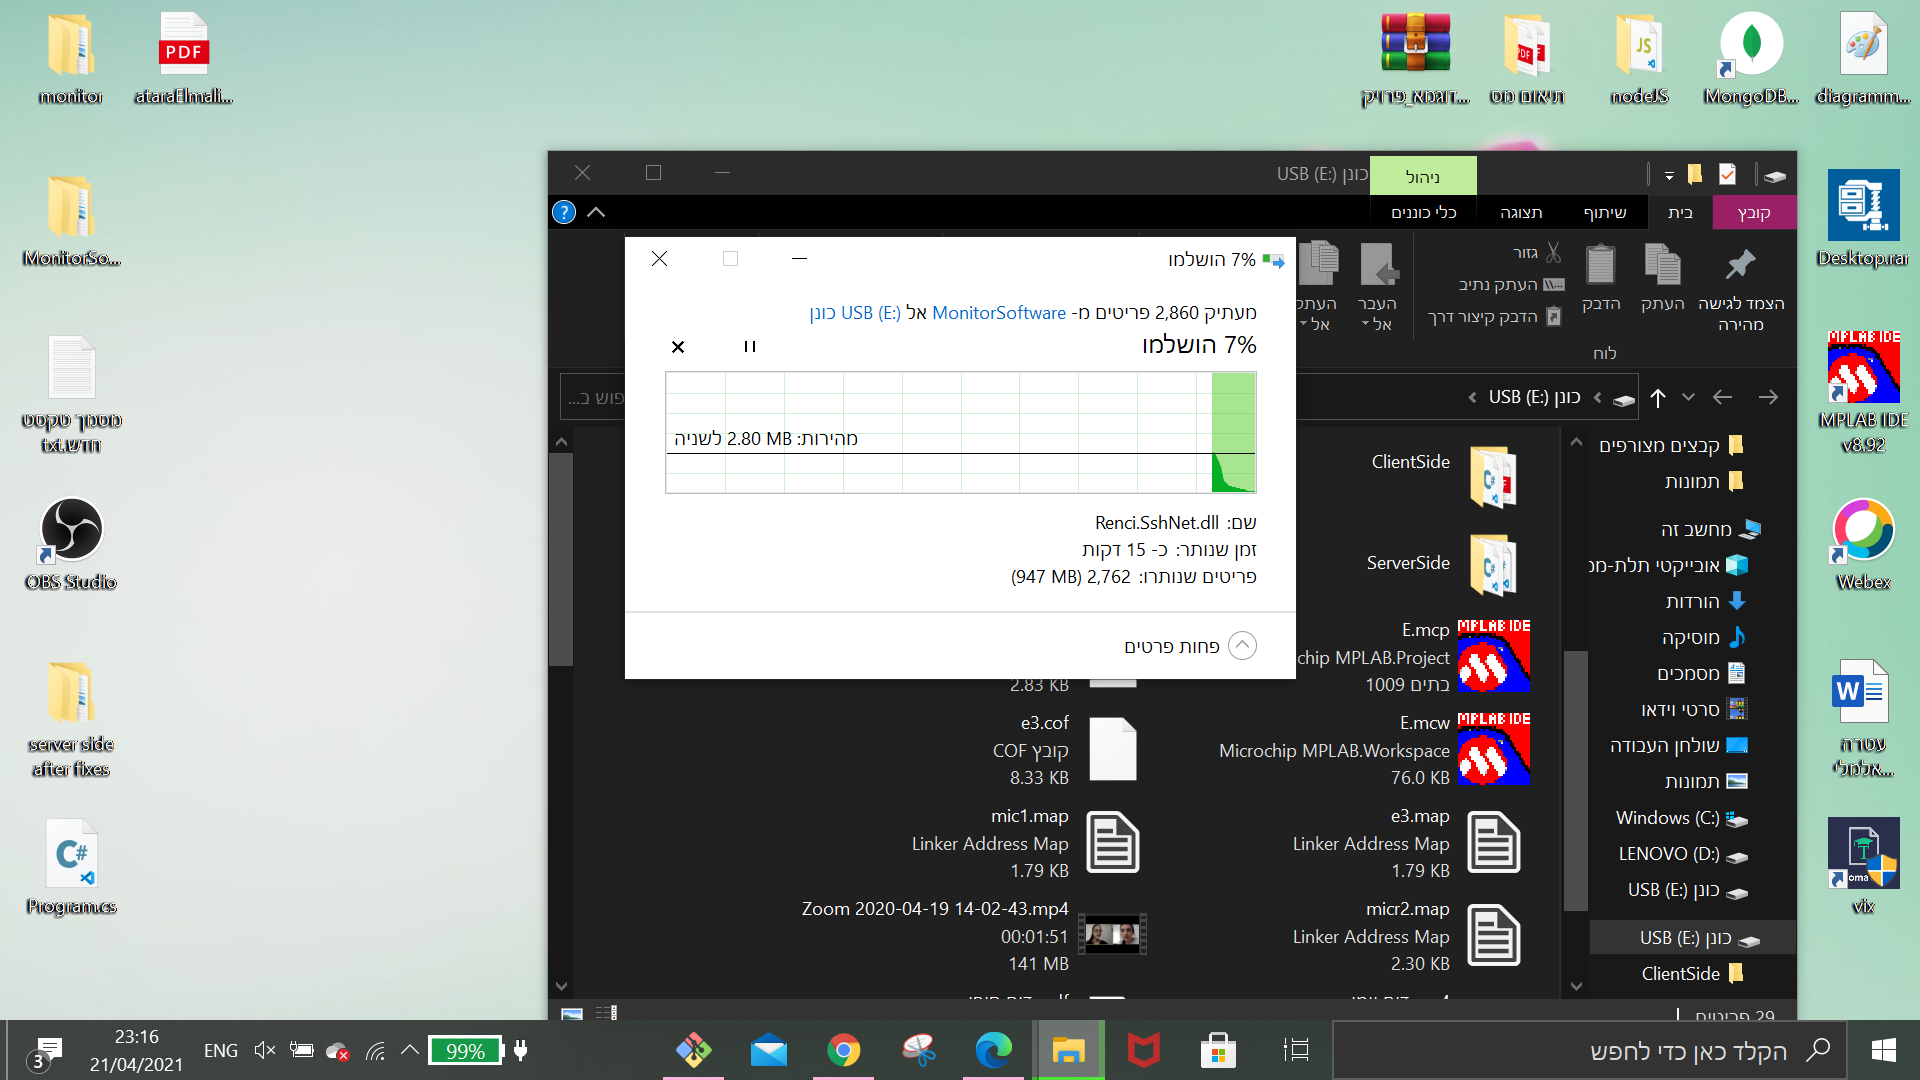 monitor
ataraElmali...
דוגמא_פרויק...
תיאום מס
nodeJS
MongoDB...
diagramm...
MonitorSo...
מסמך טקסט
חדש.txt
OBS Studio
server side
after fixes
Program.cs
Desktop.rar
MPLAB IDE
v8.92
Webex
עטרה
אלמלי...
vix
כונן USB (E:)
ניהול
קובץ
בית
שיתוף
תצוגה
כלי כוננים
הצמד לגישה
מהירה
העתק
הדבק
גזור
העתק נתיב
הדבק קיצור דרך
לוח
העבר
אל
העתק
אל
7% הושלמו
מעתיק 2,860 פריטים מ- MonitorSoftware אל כונן USB (E:)
7% הושלמו
מהירות: 2.80 MB לשניה
שם: Renci.SshNet.dll
זמן שנותר: כ- 15 דקות
פריטים שנותרו: 2,762 (947 MB)
פחות פרטים
כונן USB (E:)
קבצים מצורפים
תמונות
מחשב זה
אובייקטי תלת-ממ
הורדות
מוסיקה
מסמכים
סרטי וידאו
שולחן העבודה
תמונות
Windows (C:)
LENOVO (D:)
כונן USB (E:)
כונן USB (E:)
ClientSide
ClientSide
ServerSide
E.mcp
chip MPLAB.Project
1009 בתים
2.83 KB
E.mcw
Microchip MPLAB.Workspace
76.0 KB
e3.cof
קובץ COF
8.33 KB
e3.map
Linker Address Map
1.79 KB
mic1.map
Linker Address Map
1.79 KB
micr2.map
Linker Address Map
2.30 KB
Zoom 2020-04-19 14-02-43.mp4
00:01:51
141 MB
29 פריטים
הקלד כאן כדי לחפש
99%
ENG
23:16
21/04/2021
3